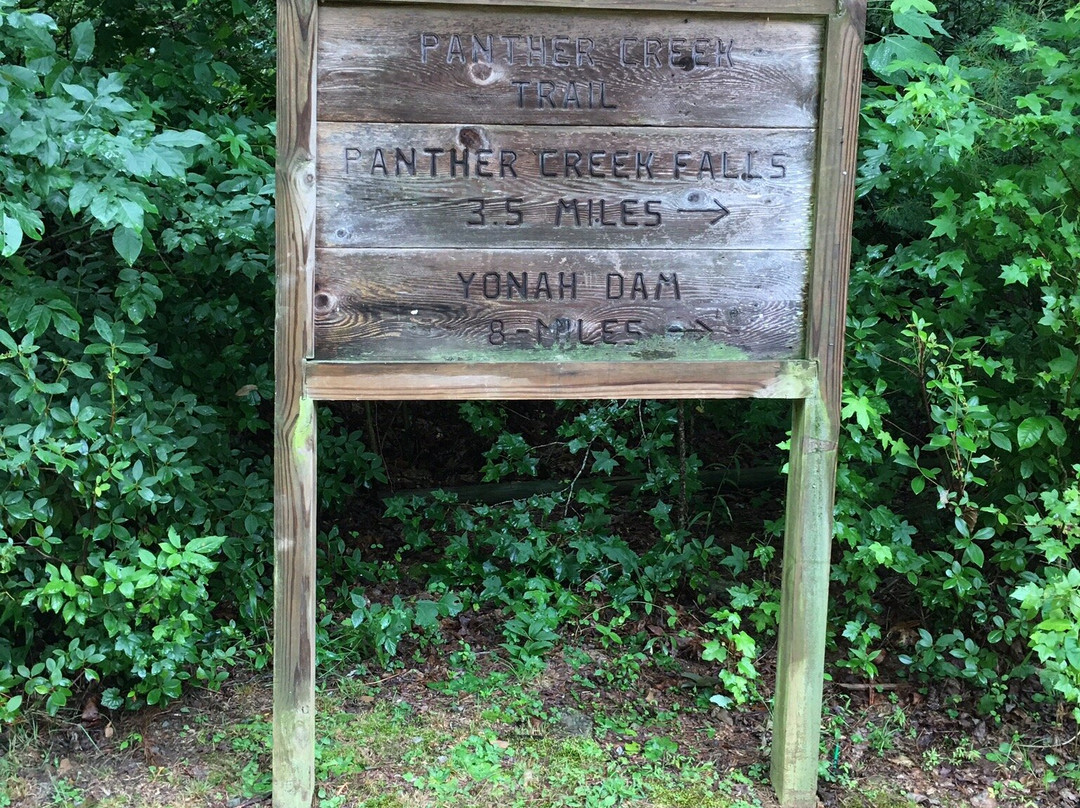 PANTHER CREEK
TRAIL
PANTHER CREEK FALLS
3.5 MILES →
YONAH DAM
8-MILES →